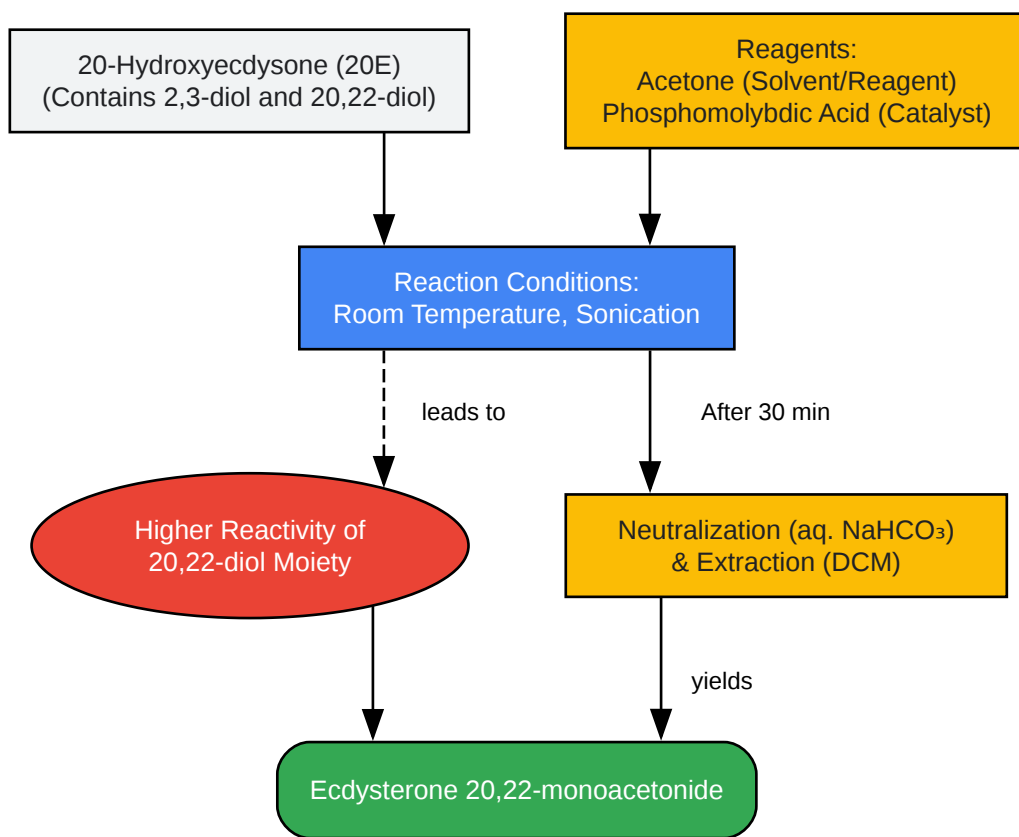 20-Hydroxyecdysone (20E)
(Contains 2,3-diol and 20,22-diol)
Reagents:
Acetone (Solvent/Reagent)
Phosphomolybdic Acid (Catalyst)
Reaction Conditions:
Room Temperature, Sonication
leads to
After 30 min
Higher Reactivity of
20,22-diol Moiety
Neutralization (aq. NaHCO₃)
& Extraction (DCM)
yields
Ecdysterone 20,22-monoacetonide